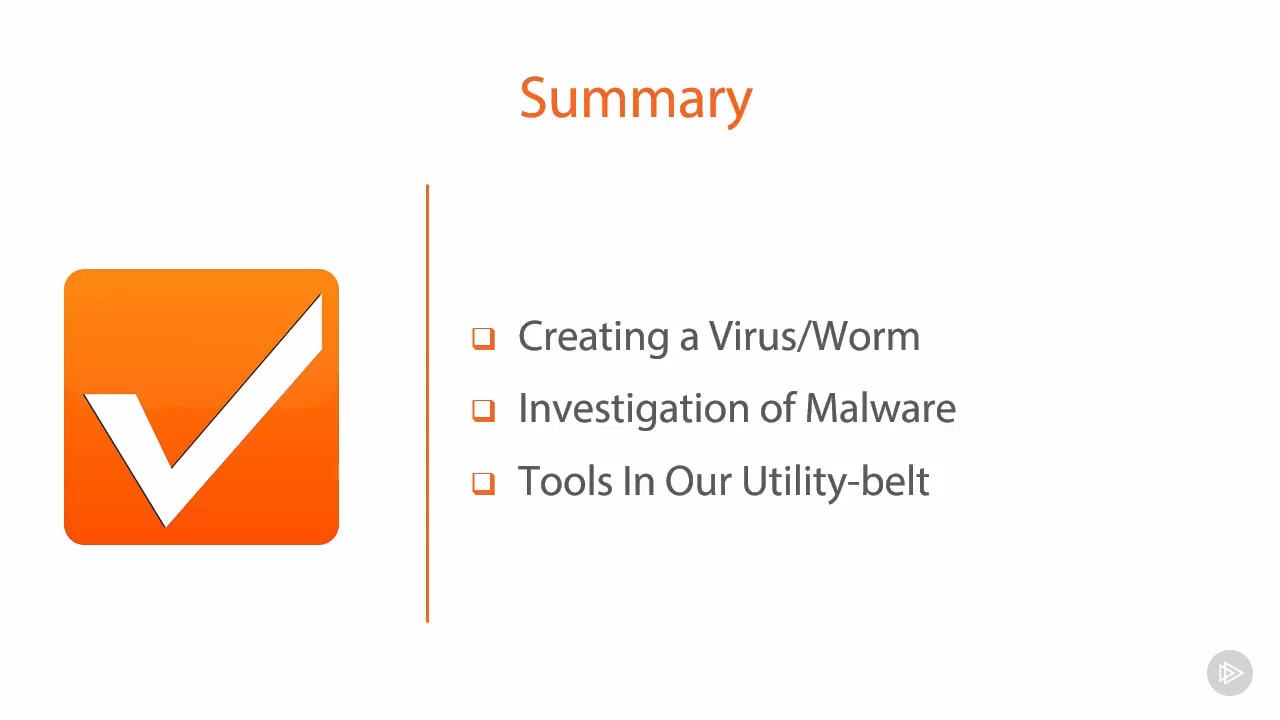 Summary
Creating a Virus/Worm
Investigation of Malware
Tools In Our Utility-belt